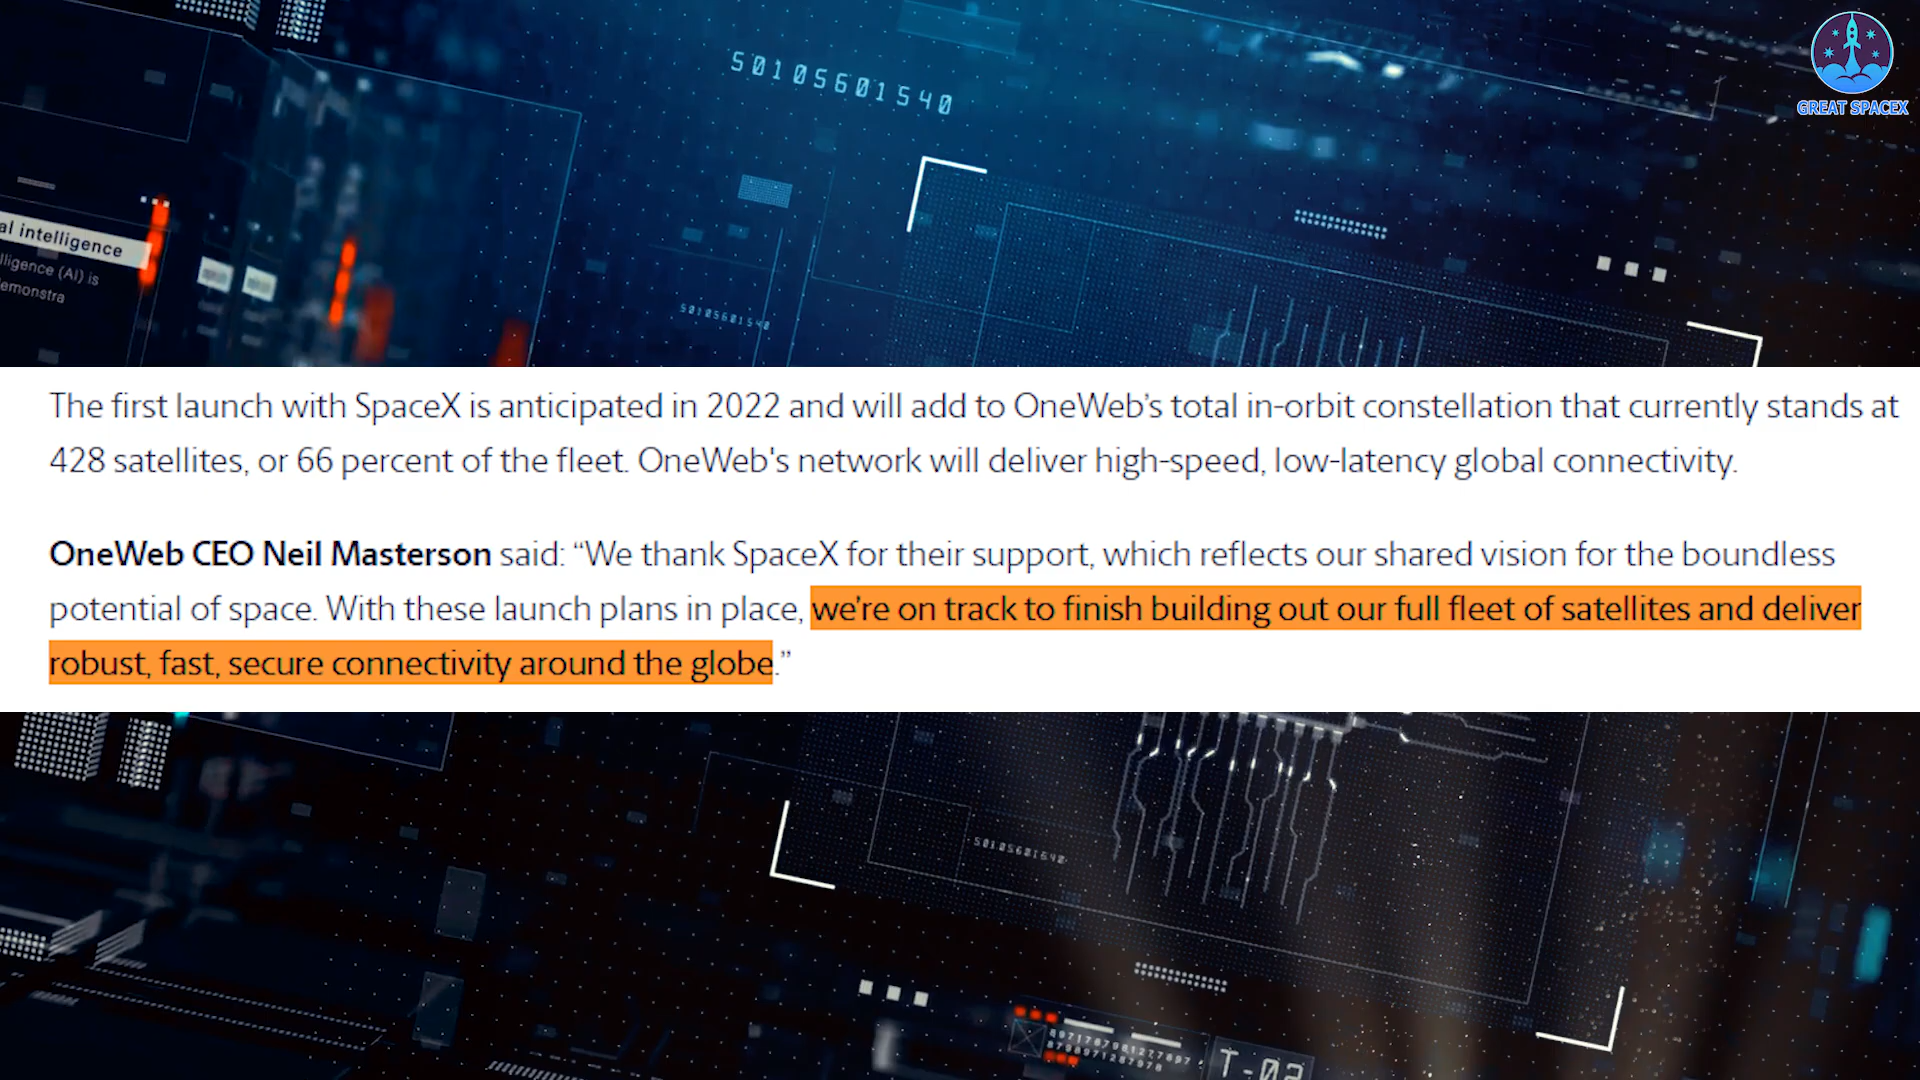 50105601540
GREAT SPACEX
al intelligence
lligence (AI) is
emonstra
50105601540
The first launch with SpaceX is anticipated in 2022 and will add to OneWeb’s total in-orbit constellation that currently stands at
428 satellites, or 66 percent of the fleet. OneWeb's network will deliver high-speed, low-latency global connectivity.
OneWeb CEO Neil Masterson said: “We thank SpaceX for their support, which reflects our shared vision for the boundless
potential of space. With these launch plans in place, we’re on track to finish building out our full fleet of satellites and deliver
robust, fast, secure connectivity around the globe.”
T-02